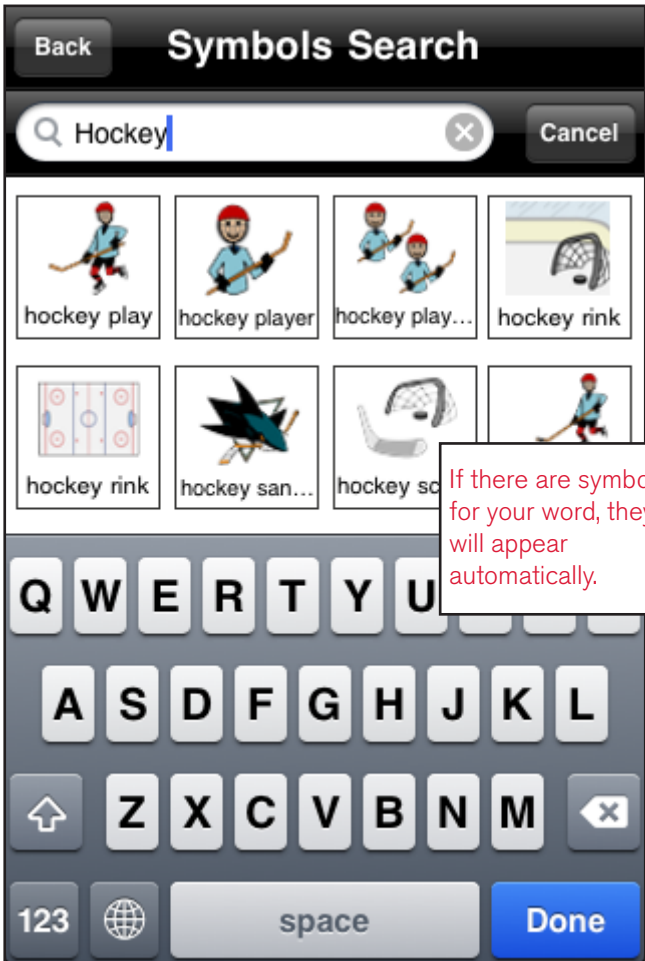 Back Symbols Search
Hockey Cancel
hockey play hockey player hockey play... hockey rink
hockey rink hockey san... hockey sc
If there are symbo
for your word, they
will appear
automatically.
Q W E R T Y U
A S D F G H J K L
Z X C V B N M
123 space Done